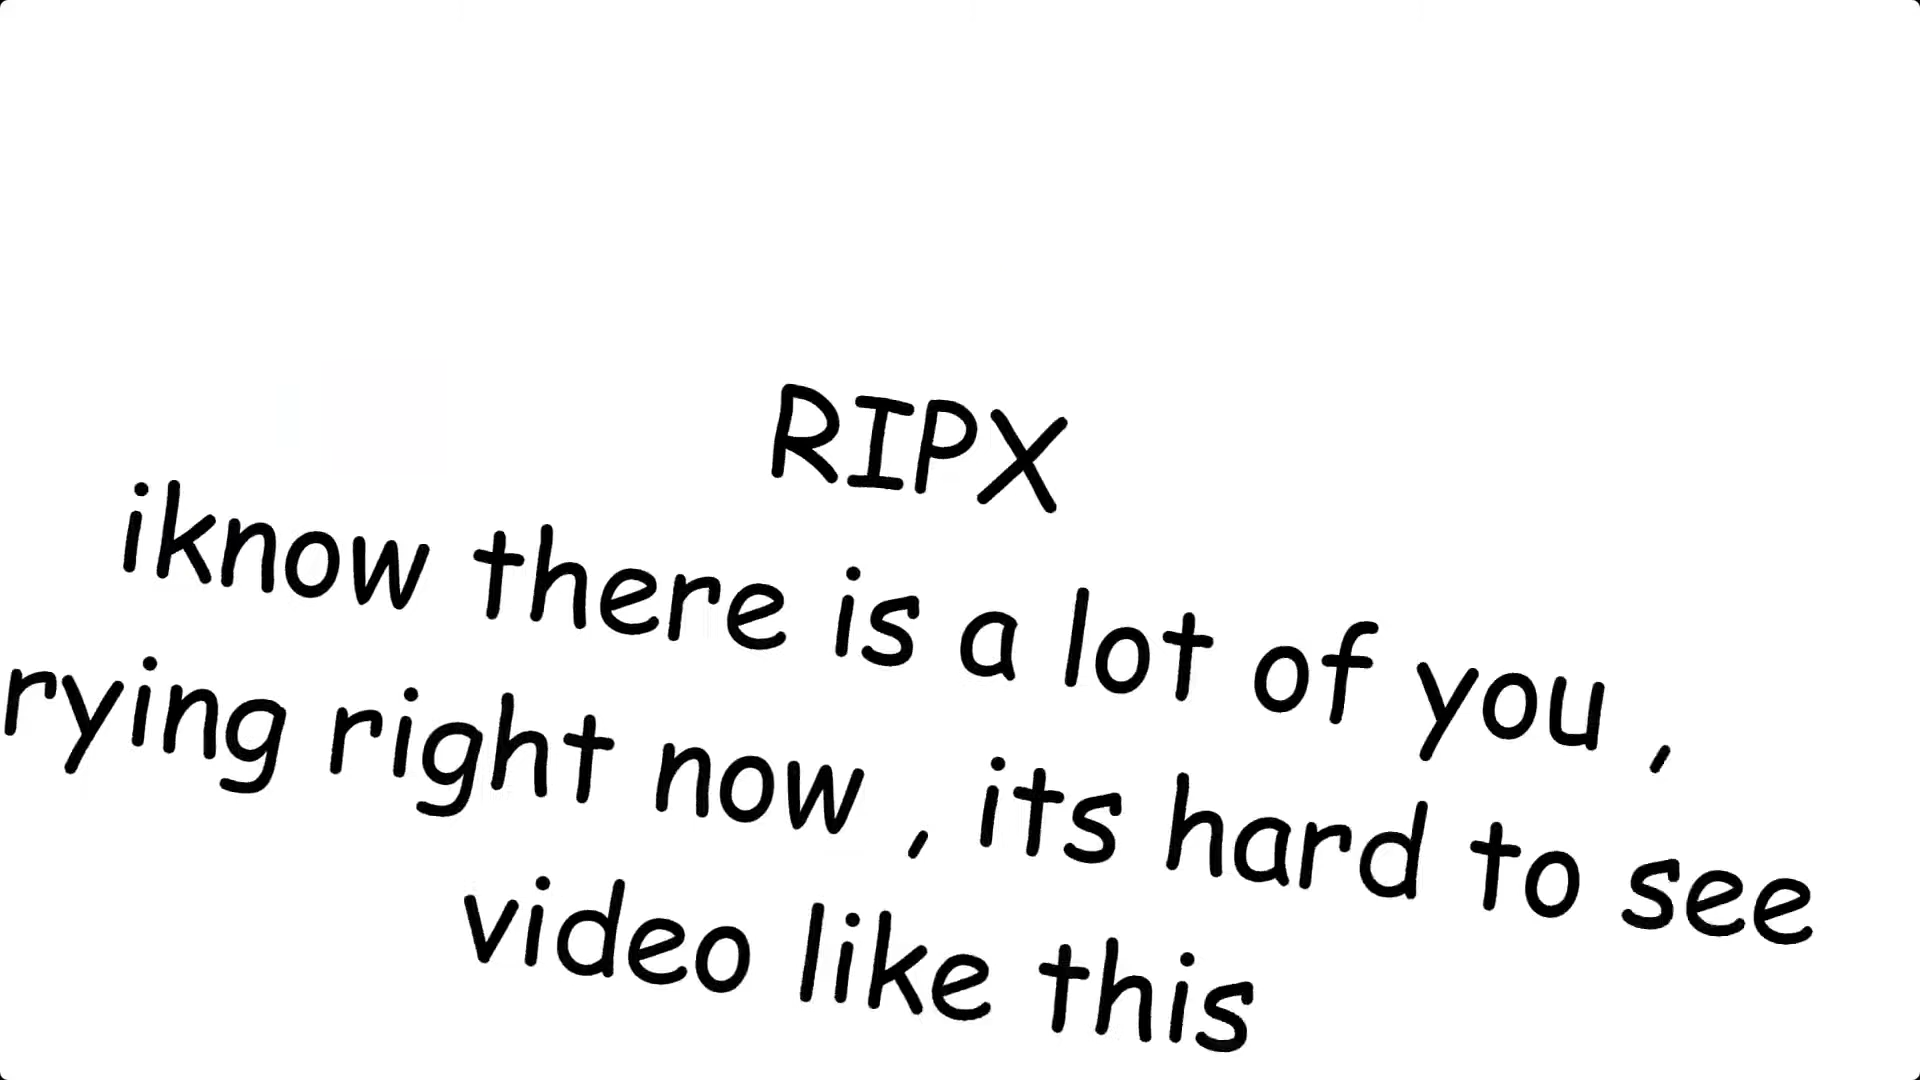 RIPX
iknow there is a lot of you ,
rying right now , its hard to see
video like this